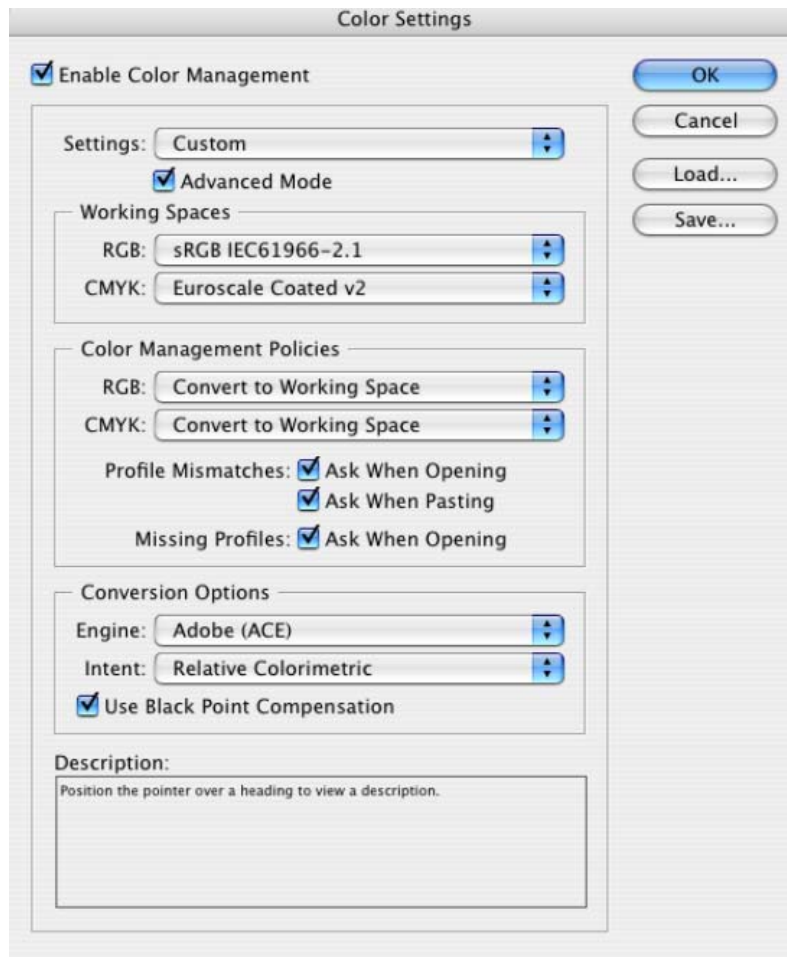 Color Settings
Enable Color Management
OK
Cancel
Load...
Save...
Settings: Custom
Advanced Mode
Working Spaces
RGB: sRGB IEC61966-2.1
CMYK: Euroscale Coated v2
Color Management Policies
RGB: Convert to Working Space
CMYK: Convert to Working Space
Profile Mismatches: Ask When Opening
Ask When Pasting
Missing Profiles: Ask When Opening
Conversion Options
Engine: Adobe (ACE)
Intent: Relative Colorimetric
Use Black Point Compensation
Description:
Position the pointer over a heading to view a description.